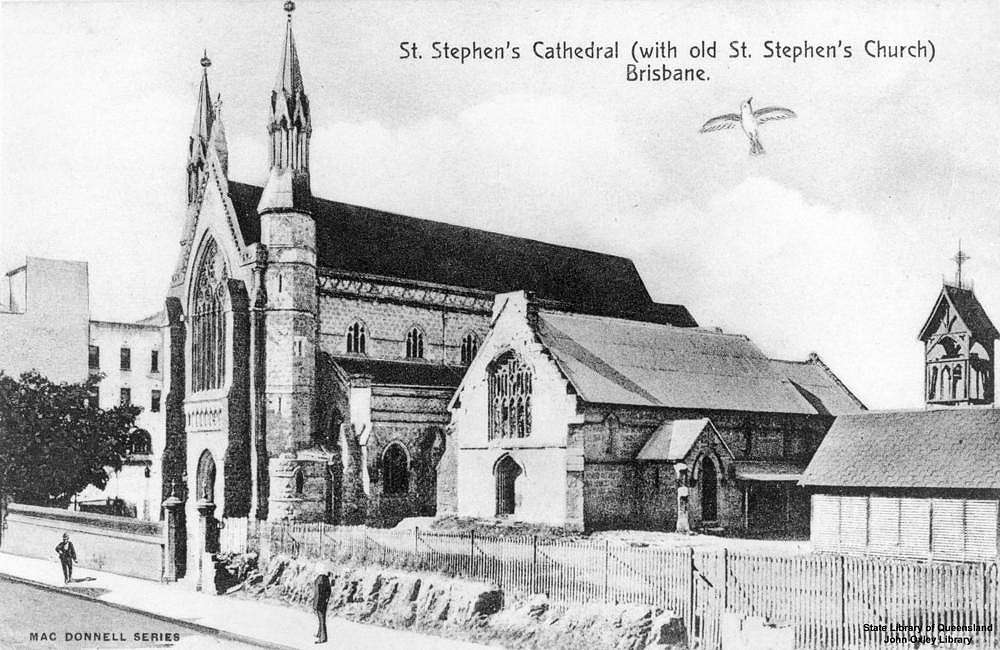 St. Stephen's Cathedral (with old St. Stephen's Church)
Brisbane.
MAC DONNELL SERIES
State Library of Queensland
John Oxley Library